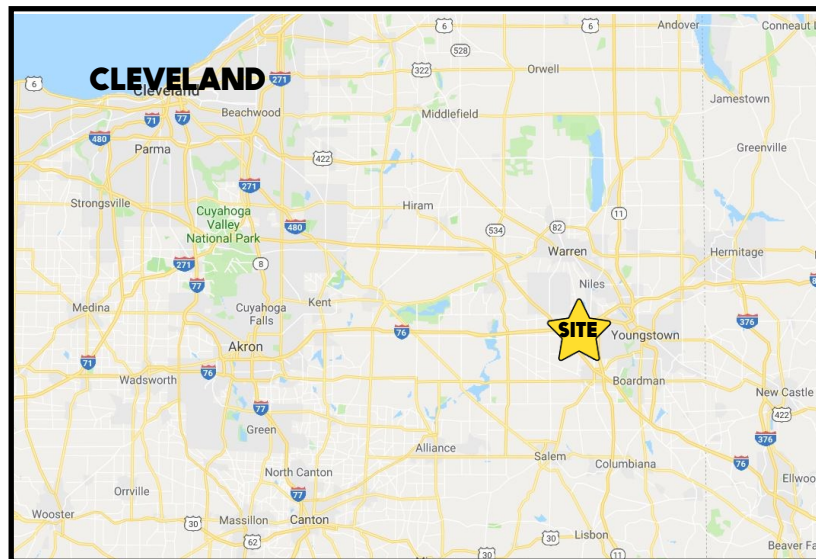 6
6
Andover
Conneaut L
528
CLEVELAND
Cleveland
6
271
322
Orwell
Jamestown
Beachwood
Middlefield
71
77
480
Parma
422
Greenville
271
Strongsville
Cuyahoga
Valley
National Park
Hiram
11
480
534
82
Warren
Hermitage
271
8
77
Niles
Medina
Cuyahoga
Falls
Kent
376
SITE
76
Youngstown
Akron
71
76
Wadsworth
Boardman
New Castle
77
422
Green
376
Alliance
Salem
Columbiana
76
North Canton
Ellwoo
77
Orrville
Wooster
30
Massillon
Canton
Lisbon
62
30
30
11
Beaver Fa